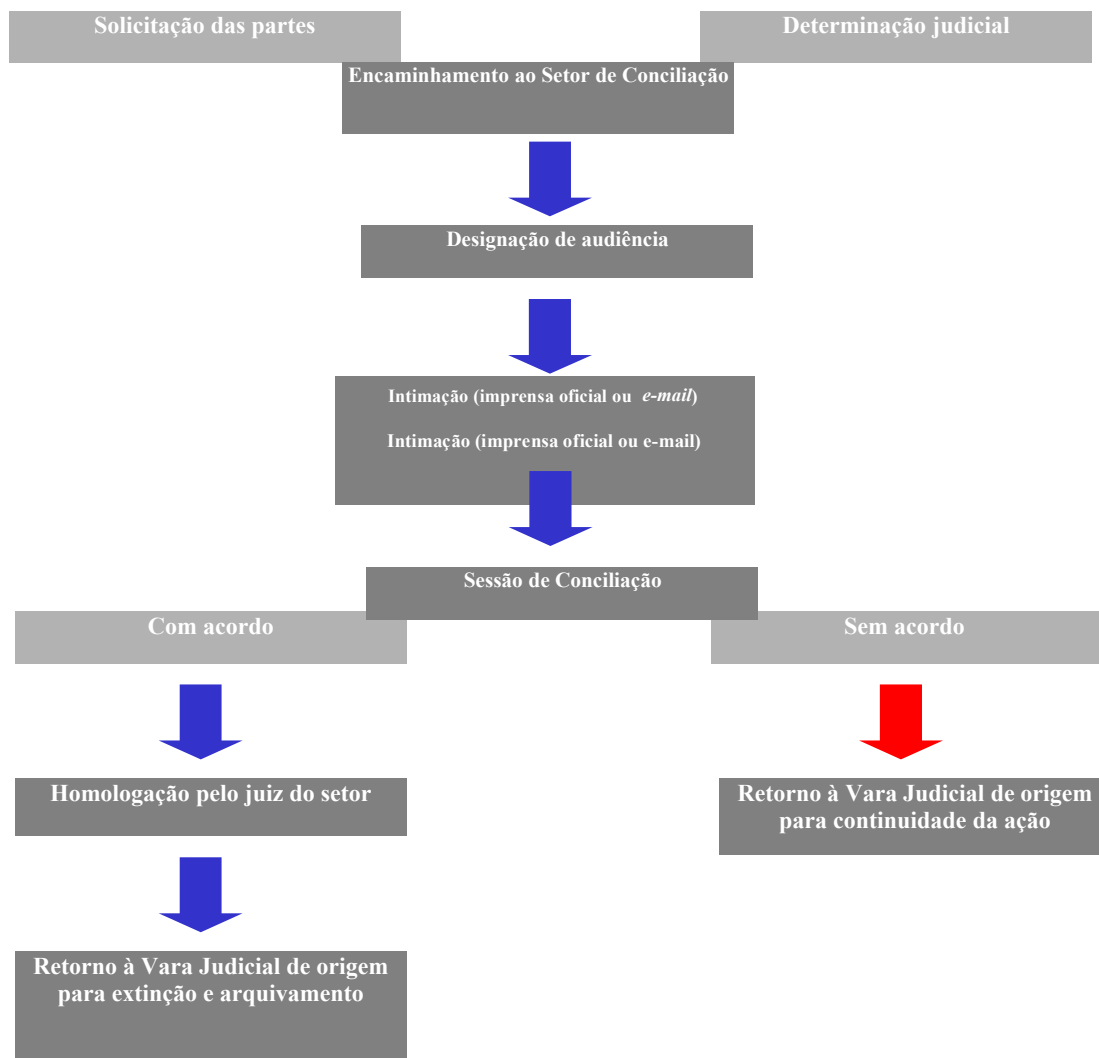 Solicitação das partes
Determinação judicial
Encaminhamento ao Setor de Conciliação
Designação de audiência
Intimação (imprensa oficial ou e-mail)
Intimação (imprensa oficial ou e-mail)
Sessão de Conciliação
Com acordo
Sem acordo
Homologação pelo juiz do setor
Retorno à Vara Judicial de origem
para continuidade da ação
Retorno à Vara Judicial de origem
para extinção e arquivamento